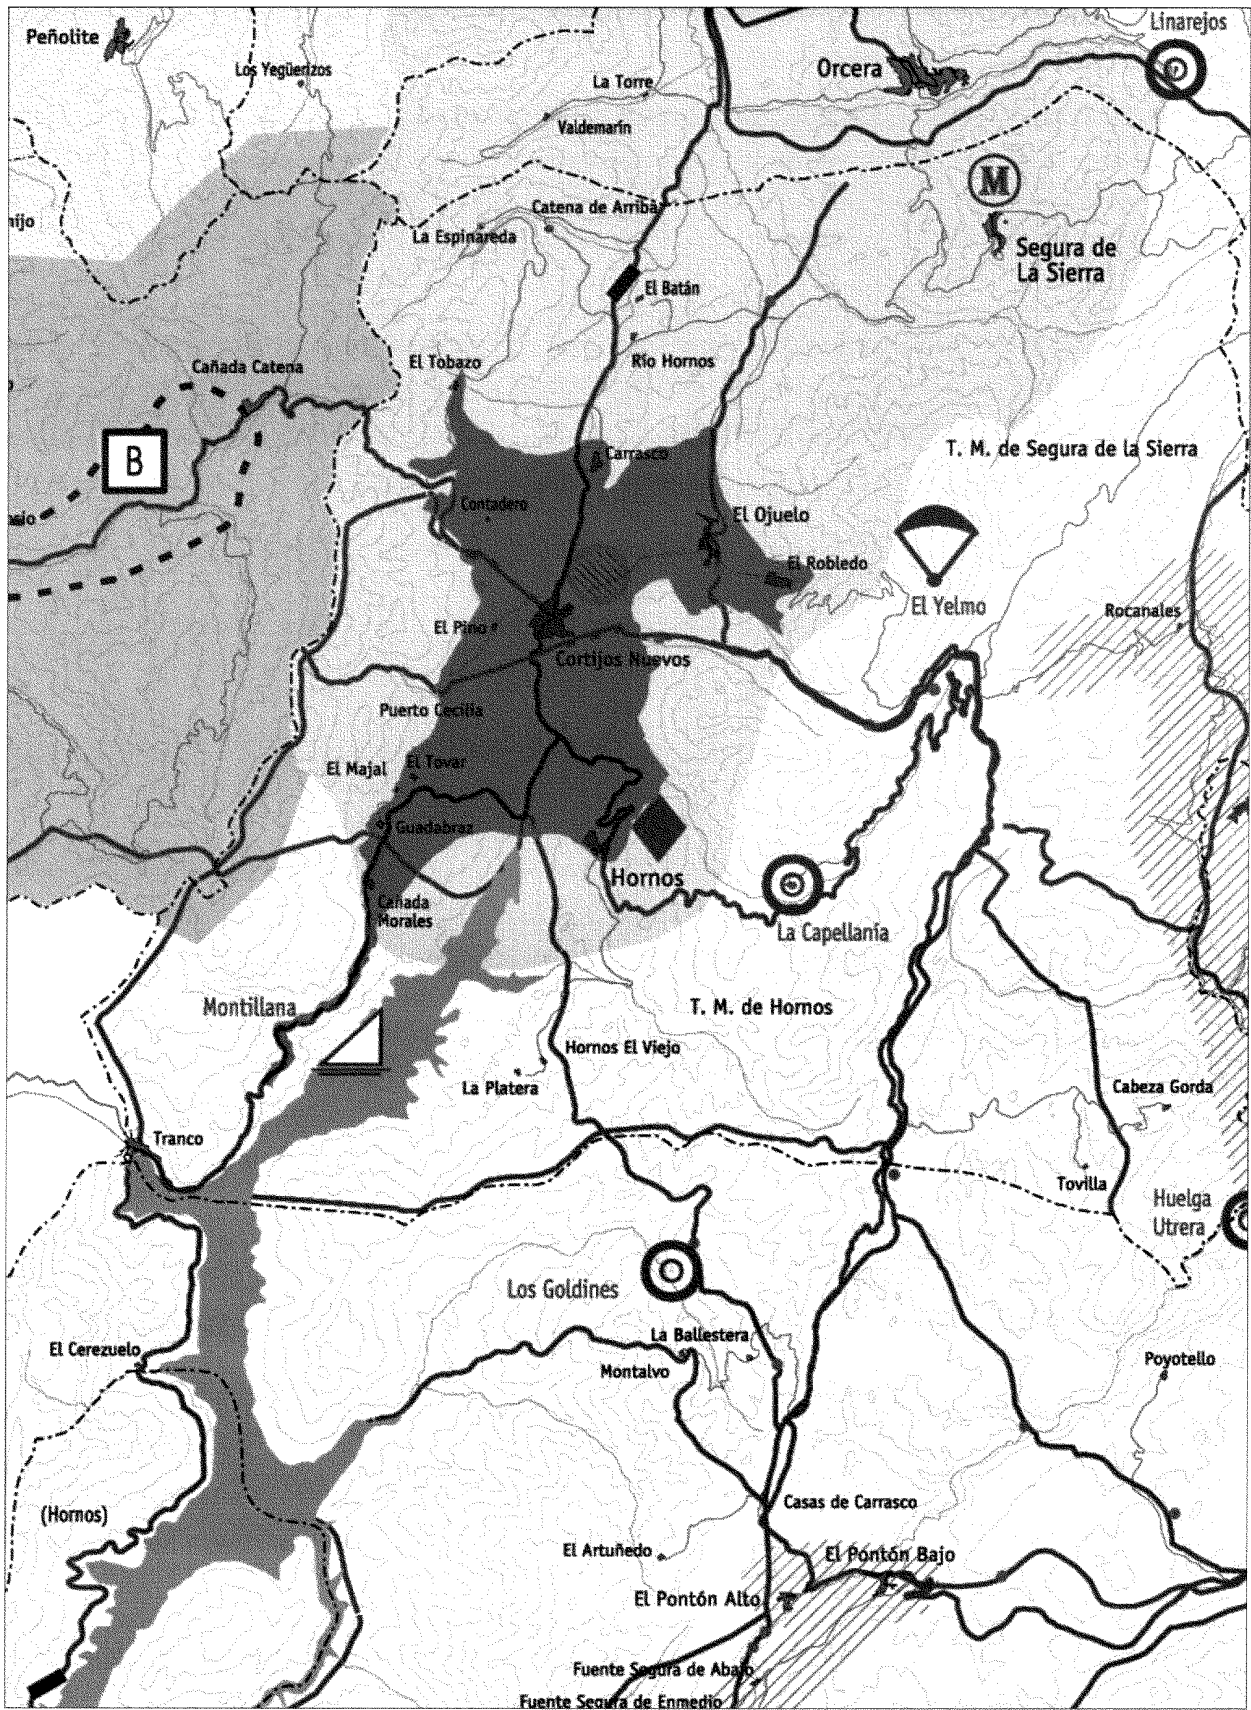 Linarejos
Peñolite
Orcera
Los Yegüerizos
La Torre
Valdemarín
M
Catena de Arriba
La Espinareda
Segura de
La Sierra
El Batán
Río Hornos
El Tobazo
Cañada Catena
B
Carrasco
T. M. de Segura de la Sierra
Contadero
El Ojuelo
El Robledo
El Yelmo
Rocanales
El Pino
Cortijos Nuevos
Puerto Cecilia
El Majal
El Tovar
Guadabraz
Hornos
Cañada
Morales
La Capellanía
Montillana
T. M. de Hornos
Hornos El Viejo
La Platera
Cabeza Gorda
Tranco
Tovilla
Huelga
Utrera
Los Goldines
La Ballestera
El Cerezuelo
Montalvo
Poyotello
Casas de Carrasco
(Hornos)
El Artuñedo
El Pontón Bajo
El Pontón Alto
Fuente Segura de Abajo
Fuente Segura de Enmedio